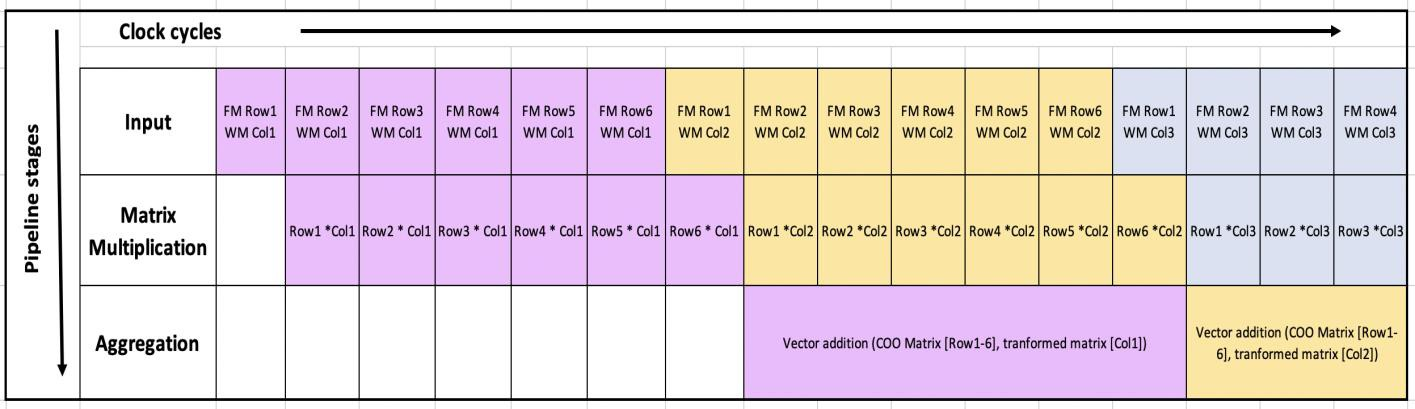 Clock cycles
Pipeline stages
Input
FM Row1
WM Col1
FM Row2
WM Col1
FM Row3
WM Col1
FM Row4
WM Col1
FM Row5
WM Col1
FM Row6
WM Col1
FM Row1
WM Col2
FM Row2
WM Col2
FM Row3
WM Col2
FM Row4
WM Col2
FM Row5
WM Col2
FM Row6
WM Col2
FM Row1
WM Col3
FM Row2
WM Col3
FM Row3
WM Col3
FM Row4
WM Col3
Matrix
Multiplication
Row1 *Col1
Row2 * Col1
Row3 * Col1
Row4 * Col1
Row5 * Col1
Row6 * Col1
Row1 *Col2
Row2 *Col2
Row3 *Col2
Row4 *Col2
Row5 *Col2
Row6 *Col2
Row1 *Col3
Row2 *Col3
Row3 *Col3
Aggregation
Vector addition (COO Matrix [Row1-6], tranformed matrix [Col1])
Vector addition (COO Matrix [Row1-
6], tranformed matrix [Col2])